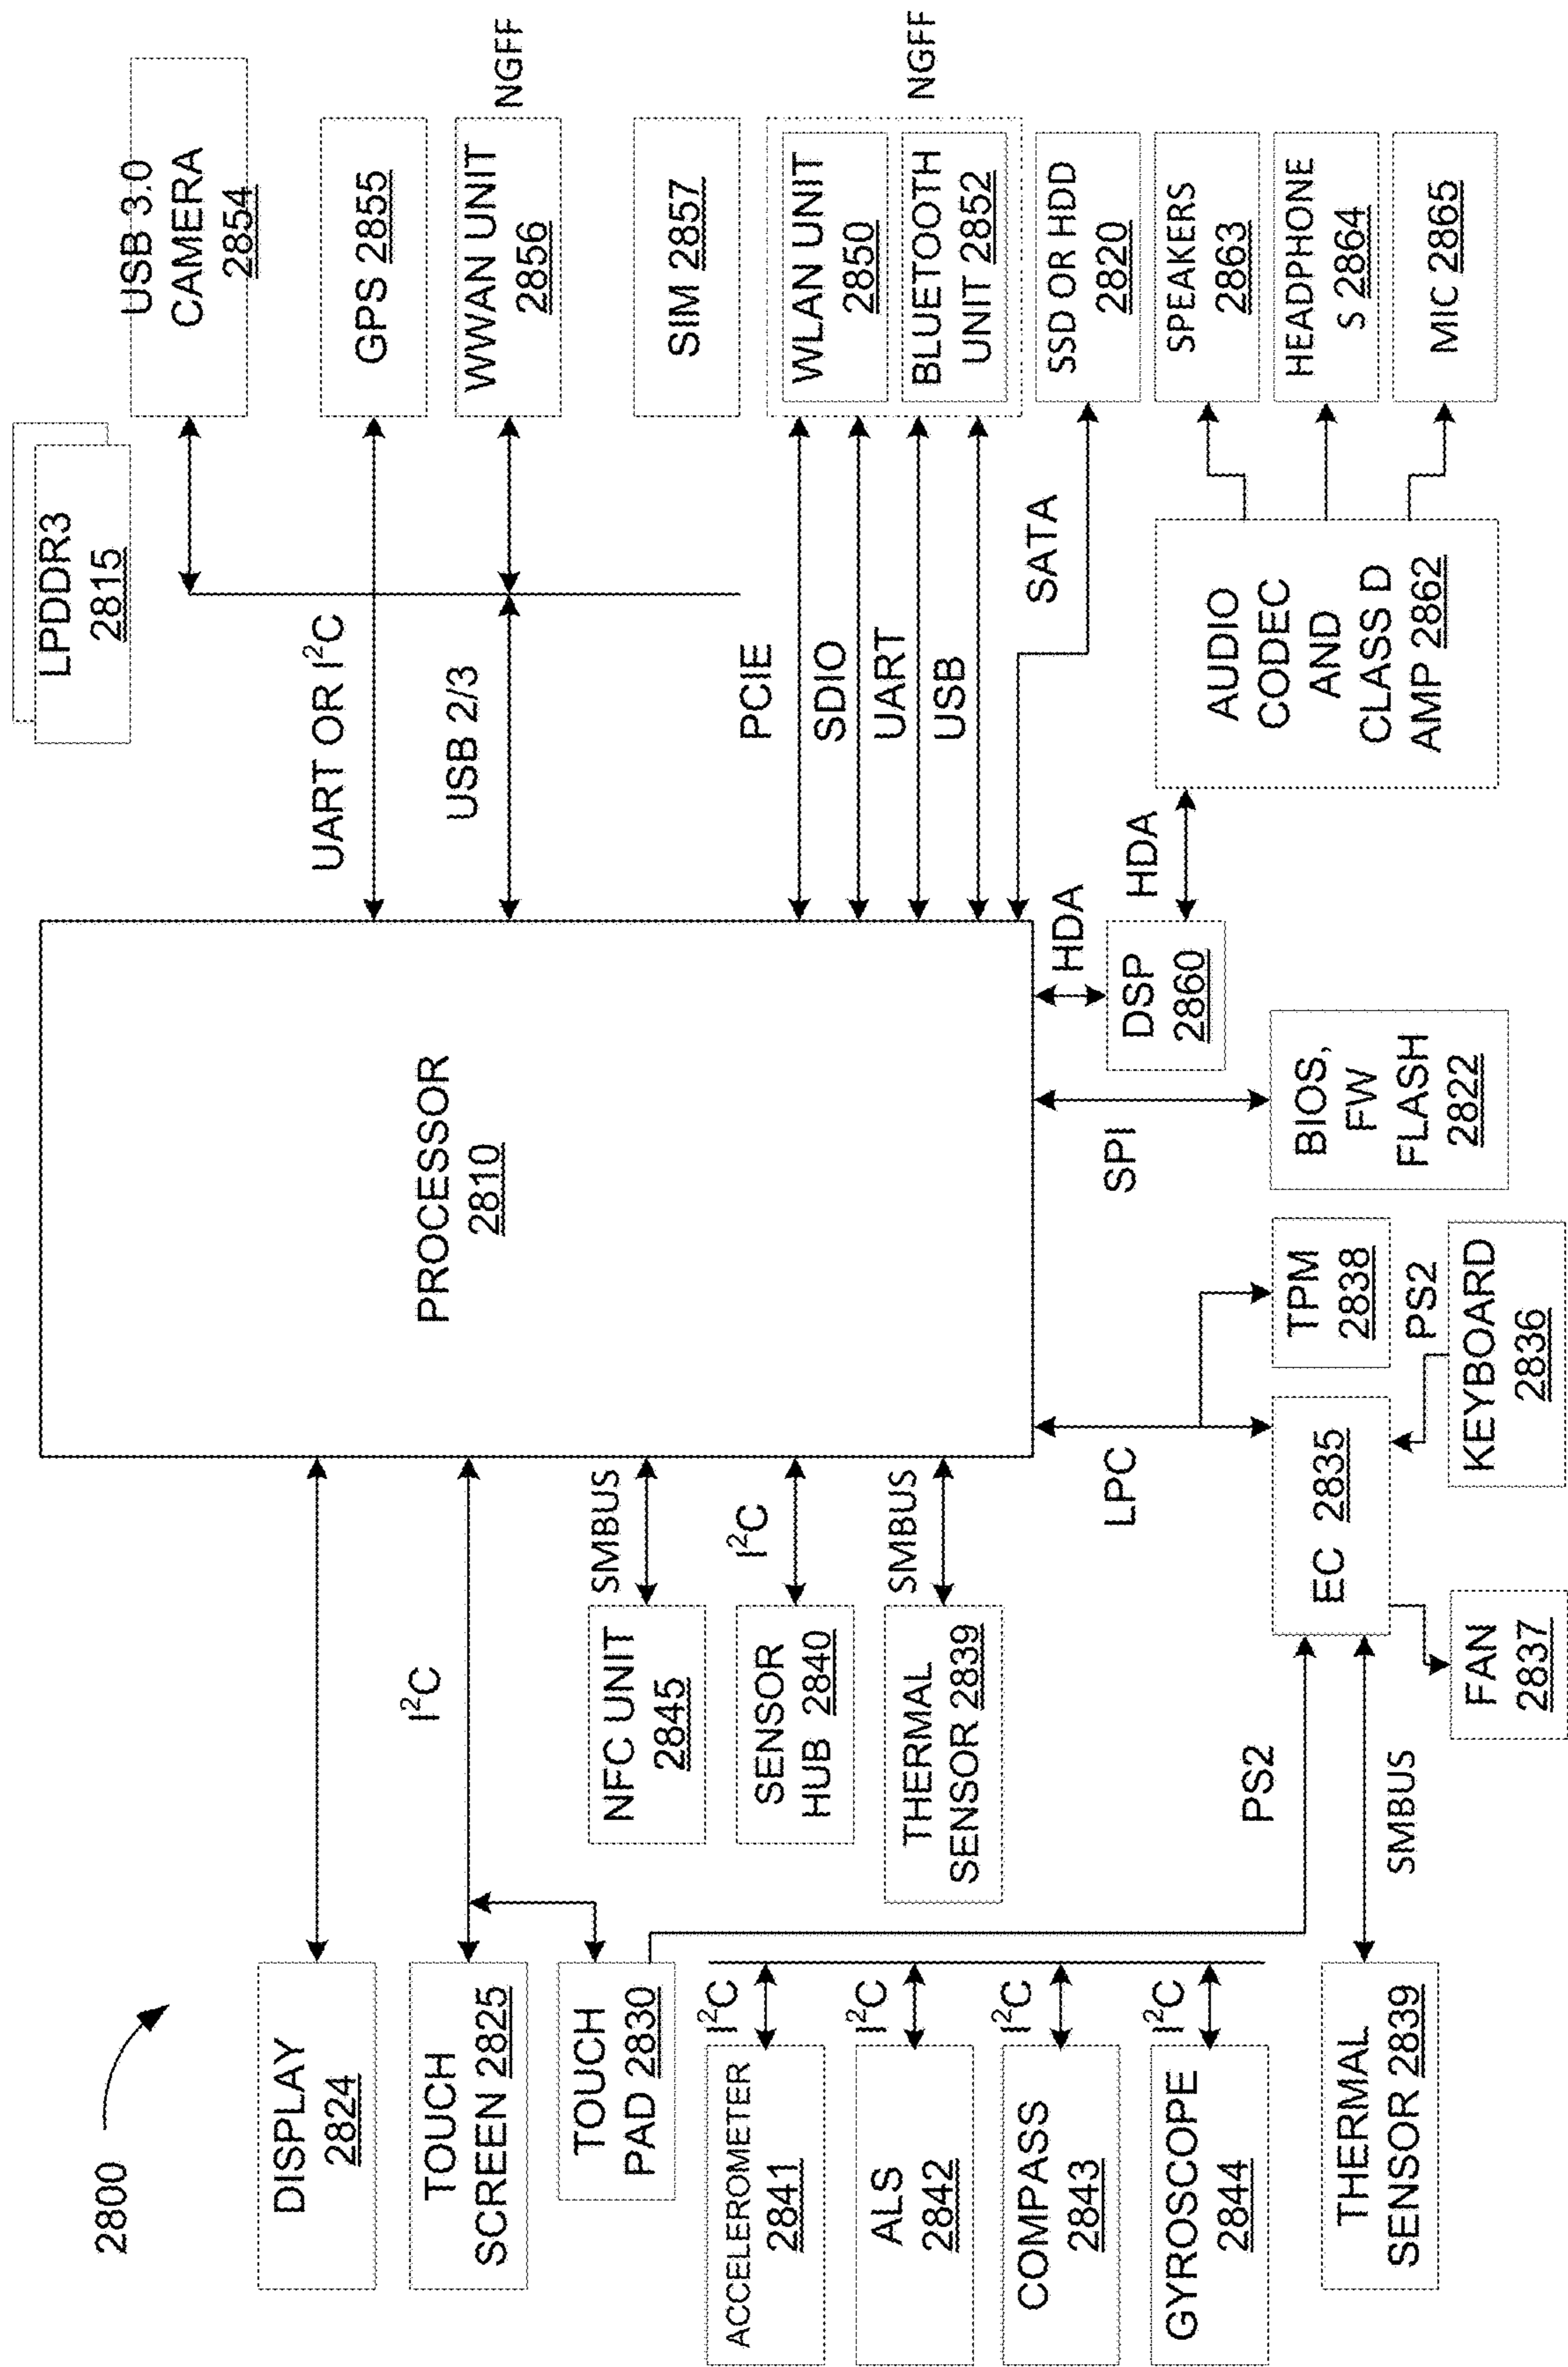 2800
LPDDR3
2815
DISPLAY
2824
TOUCH
SCREEN 2825
TOUCH
PAD 2830
I²C
PROCESSOR
2810
UART OR I²C
USB 2/3
USB 3.0
CAMERA
2854
GPS 2855
WWAN UNIT
2856
NGFF
SIM 2857
NFC UNIT
2845
SMBUS
SENSOR
HUB 2840
I²C
THERMAL
SENSOR 2839
SMBUS
PCIE
SDIO
UART
USB
WLAN UNIT
2850
BLUETOOTH
UNIT 2852
NGFF
SATA
SSD OR HDD
2820
ACCELEROMETER
2841
I²C
ALS
2842
I²C
COMPASS
2843
I²C
GYROSCOPE
2844
I²C
THERMAL
SENSOR 2839
PS2
SMBUS
LPC
EC 2835
FAN
2837
TPM
2838
PS2
KEYBOARD
2836
SPI
BIOS,
FW
FLASH
2822
HDA
DSP
2860
HDA
AUDIO
CODEC
AND
CLASS D
AMP 2862
SPEAKERS
2863
HEADPHONE
S 2864
MIC 2865